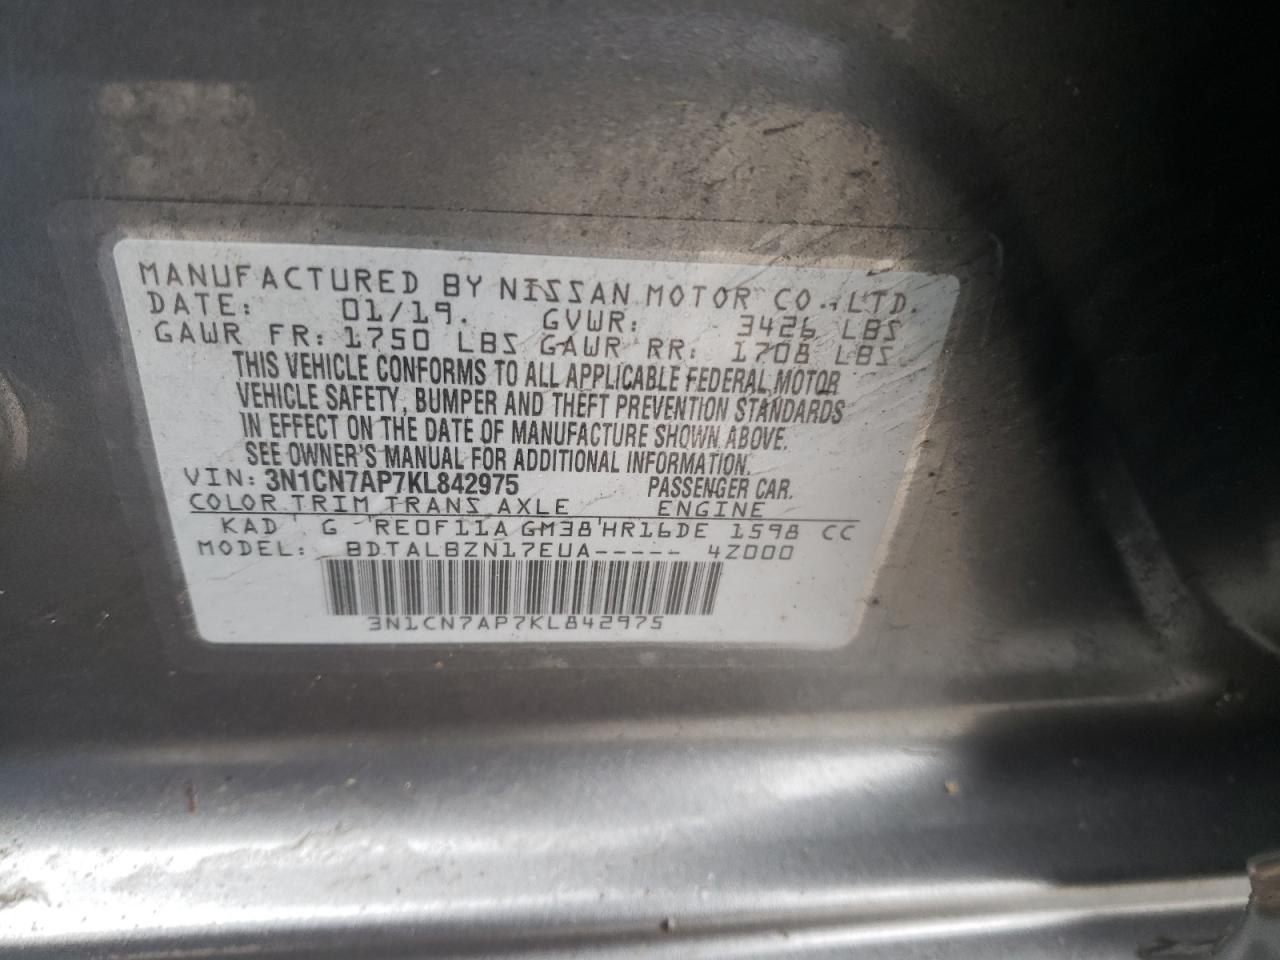 MANUFACTURED BY NISSAN MOTOR CO., LTD.
DATE: 01/19. GVWR: 3426 LBS
GAWR FR: 1750 LBS GAWR RR: 1708 LBS
THIS VEHICLE CONFORMS TO ALL APPLICABLE FEDERAL MOTOR
VEHICLE SAFETY, BUMPER AND THEFT PREVENTION STANDARDS
IN EFFECT ON THE DATE OF MANUFACTURE SHOWN ABOVE.
SEE OWNER'S MANUAL FOR ADDITIONAL INFORMATION.
VIN: 3N1CN7AP7KL842975 PASSENGER CAR.
COLOR TRIM TRANS AXLE ENGINE
KAD G RE0F11A GM38 HR16DE 1598 CC
MODEL: BDTALBZN17EUA----- 4Z000
3N1CN7AP7KL842975